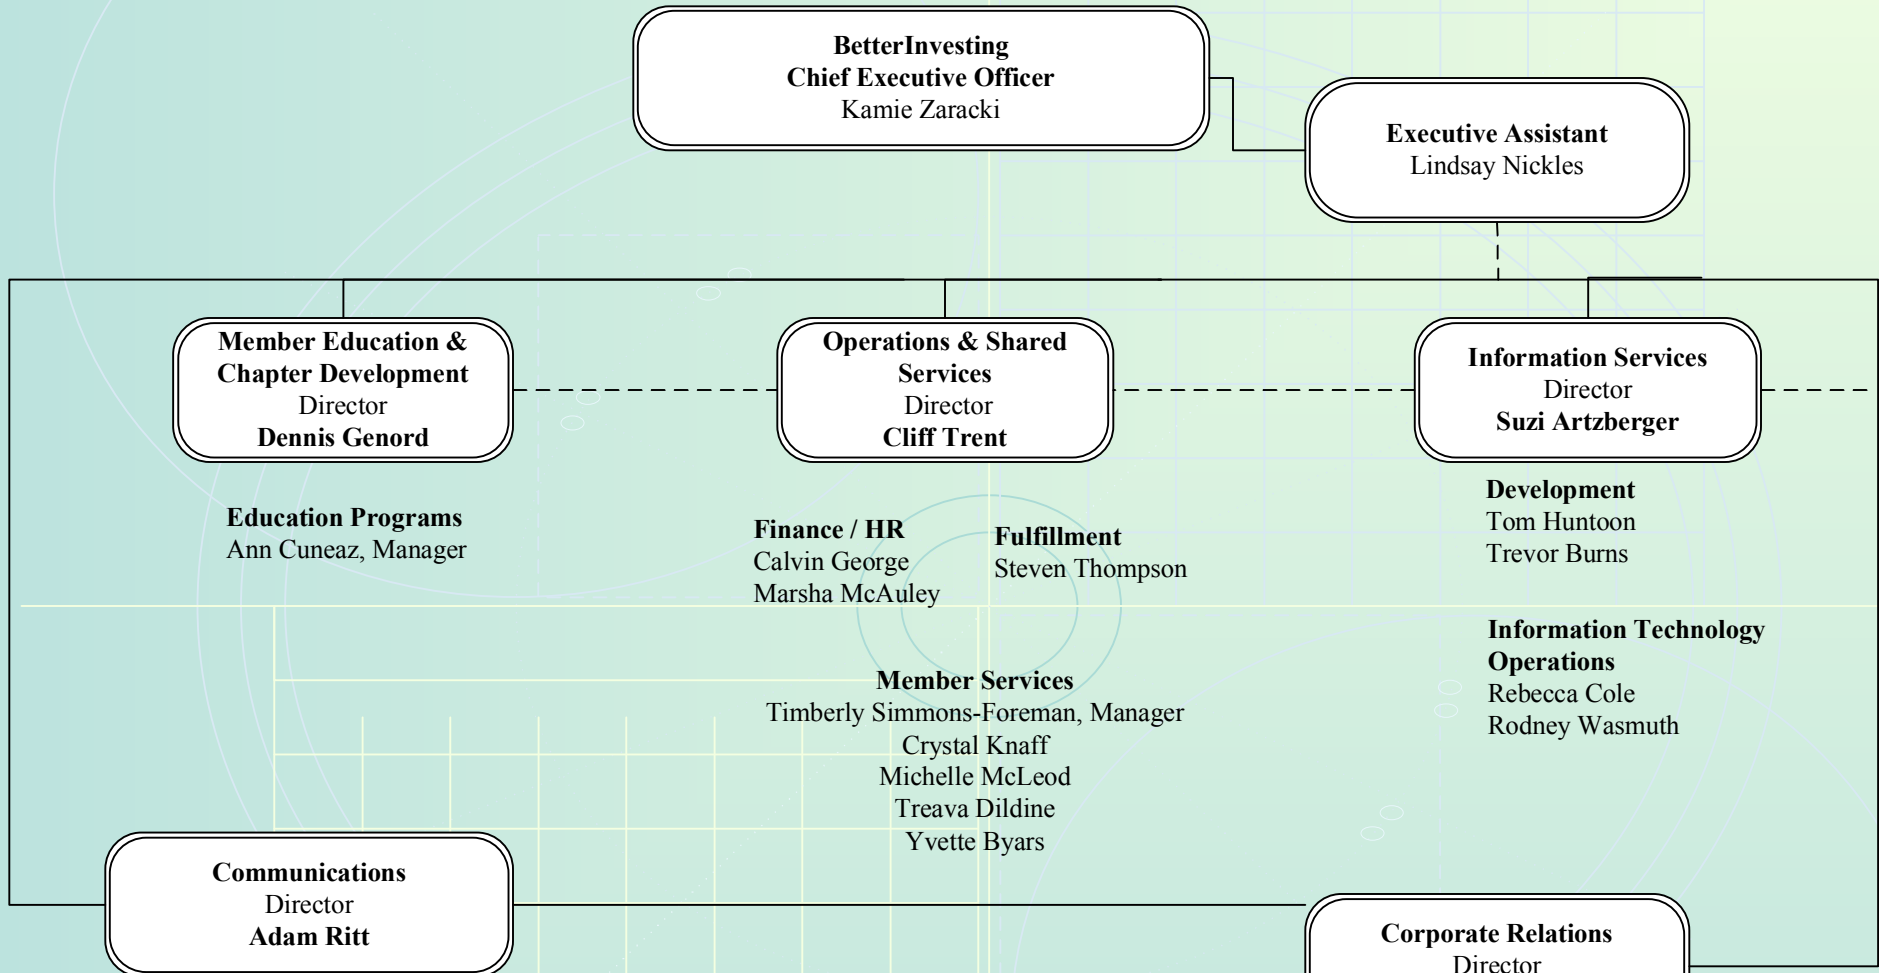 BetterInvesting
Chief Executive Officer
Kamie Zaracki
Executive Assistant
Lindsay Nickles
Member Education &
Chapter Development
Director
Dennis Genord
Operations & Shared
Services
Director
Cliff Trent
Information Services
Director
Suzi Artzberger
Education Programs
Ann Cuneaz, Manager
Finance / HR
Calvin George
Marsha McAuley
Fulfillment
Steven Thompson
Development
Tom Huntoon
Trevor Burns
Information Technology
Operations
Rebecca Cole
Rodney Wasmuth
Member Services
Timberly Simmons-Foreman, Manager
Crystal Knaff
Michelle McLeod
Treava Dildine
Yvette Byars
Communications
Director
Adam Ritt
Corporate Relations
Director